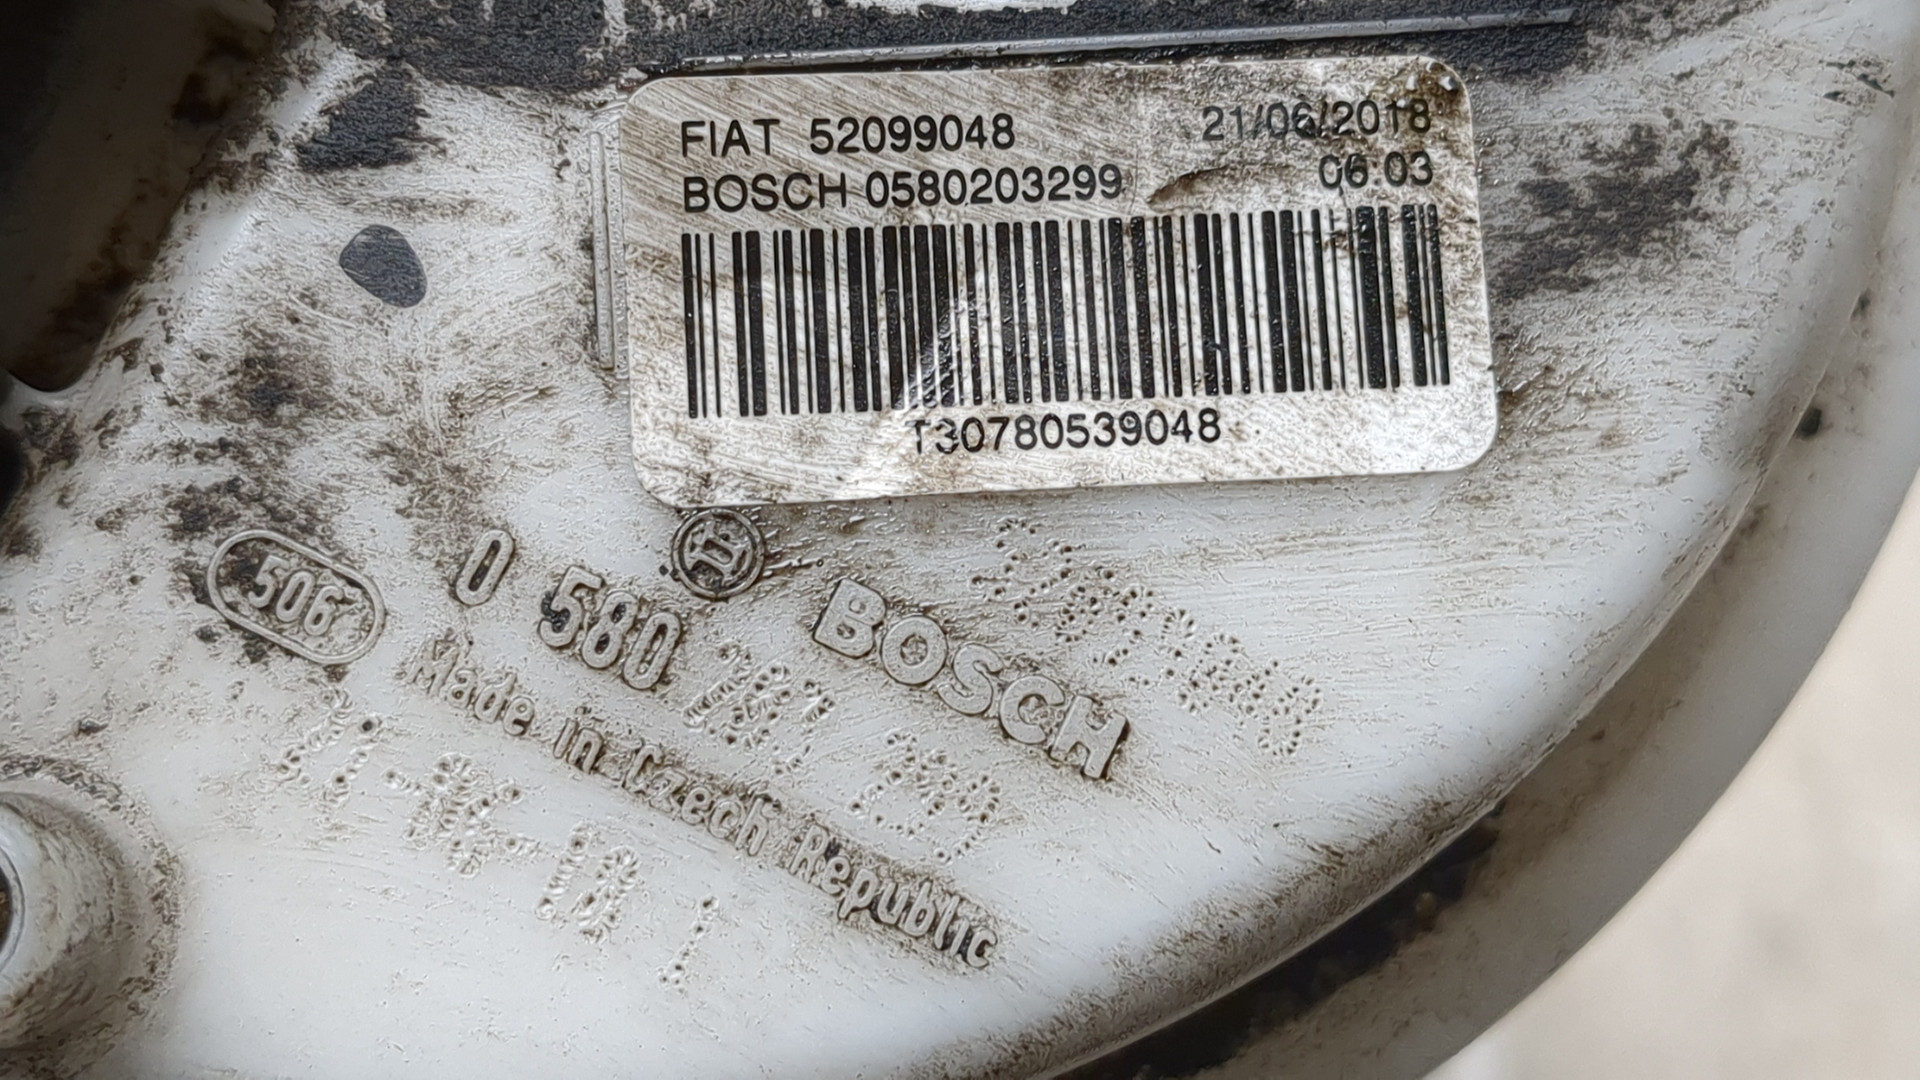 FIAT 52099048 21/06/2018
BOSCH 0580203299 06:03
T30780539048
506
0 580
BOSCH
Made in Czech Republic